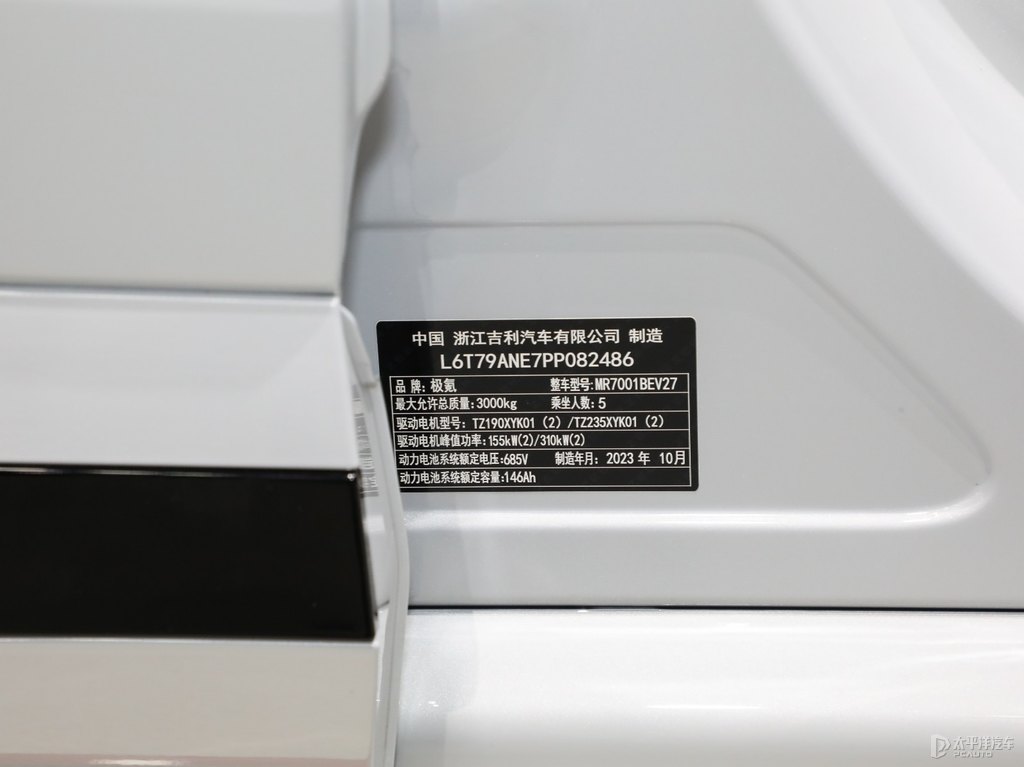 中国 浙江吉利汽车有限公司 制造
L6T79ANE7PP082486
品 牌: 极氪 整车型号:MR7001BEV27
最大允许总质量:3000kg 乘坐人数: 5
驱动电机型号: TZ190XYK01 (2) /TZ235XYK01 (2)
驱动电机峰值功率:155kW(2)/310kW(2)
动力电池系统额定电压:685V 制造年月: 2023 年 10月
动力电池系统额定容量:146Ah
太平洋汽车
PCAUTO